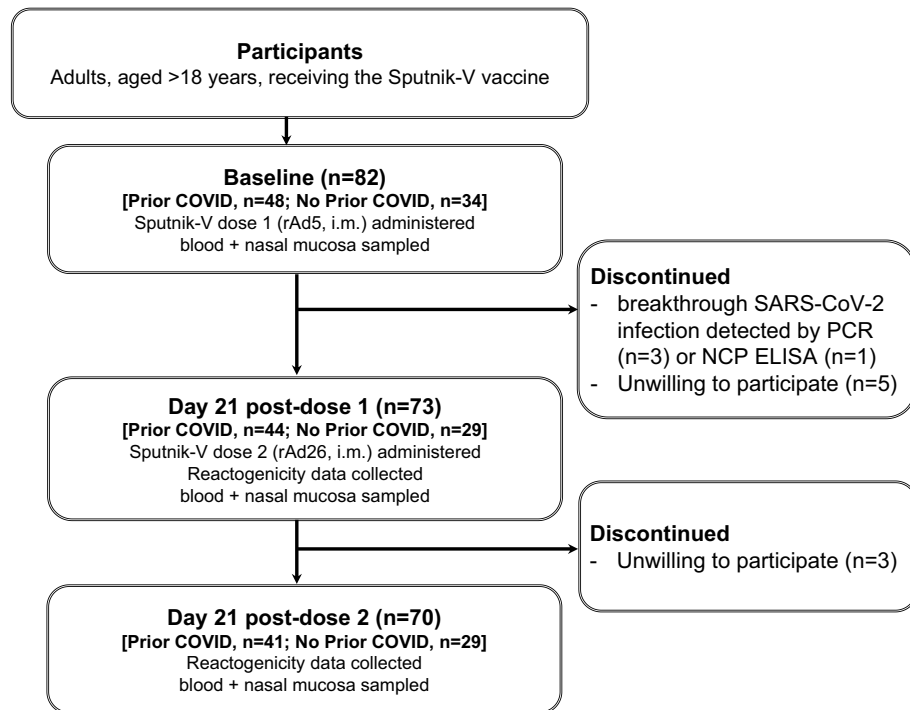 Participants
Adults, aged >18 years, receiving the Sputnik-V vaccine
Baseline (n=82)
[Prior COVID, n=48; No Prior COVID, n=34]
Sputnik-V dose 1 (rAd5, i.m.) administered
blood + nasal mucosa sampled
Discontinued
- breakthrough SARS-CoV-2
infection detected by PCR
(n=3) or NCP ELISA (n=1)
- Unwilling to participate (n=5)
Day 21 post-dose 1 (n=73)
[Prior COVID, n=44; No Prior COVID, n=29]
Sputnik-V dose 2 (rAd26, i.m.) administered
Reactogenicity data collected
blood + nasal mucosa sampled
Discontinued
- Unwilling to participate (n=3)
Day 21 post-dose 2 (n=70)
[Prior COVID, n=41; No Prior COVID, n=29]
Reactogenicity data collected
blood + nasal mucosa sampled